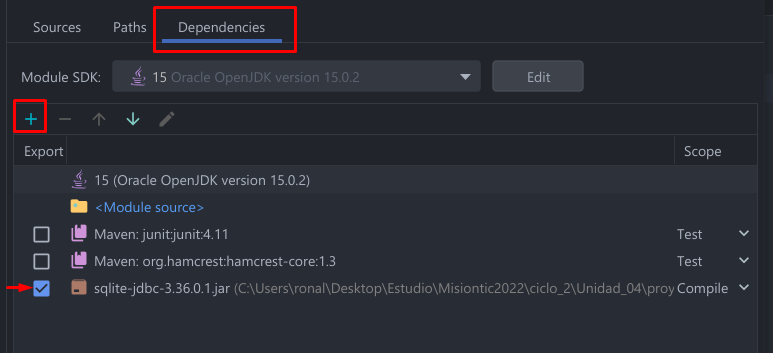 Sources Paths Dependencies
Module SDK: 15 Oracle OpenJDK version 15.0.2 Edit
Export Scope
15 (Oracle OpenJDK version 15.0.2)
<Module source>
Maven: junit:junit:4.11 Test
Maven: org.hamcrest:hamcrest-core:1.3 Test
sqlite-jdbc-3.36.0.1.jar (C:\Users\ronal\Desktop\Estudio\Misiontic2022\ciclo_2\Unidad_04\proy Compile